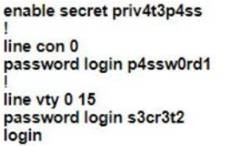 enable secret priv4t3p4ss
!
line con 0
password login p4ssw0rd1
!
line vty 0 15
password login s3cr3t2
login